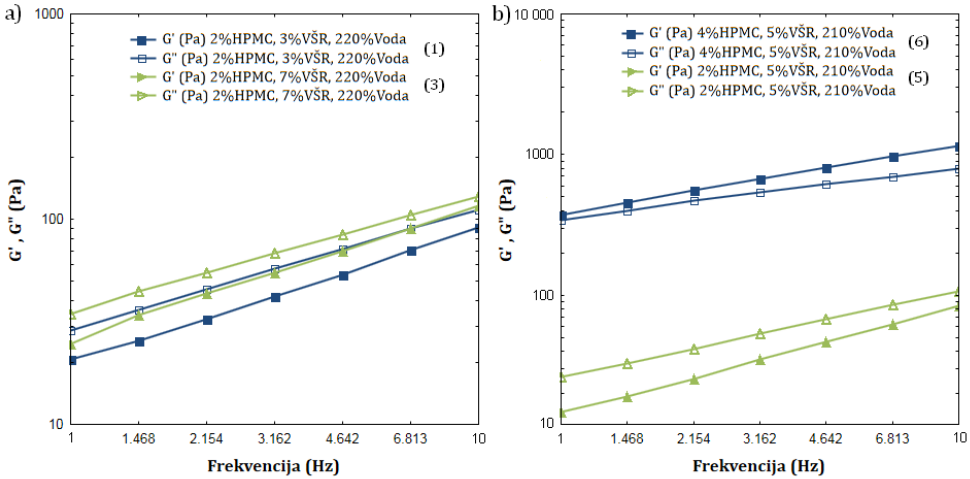 a)
1000
100
10
G', G" (Pa)
G' (Pa) 2%HPMC, 3%VŠR, 220%Voda
G" (Pa) 2%HPMC, 3%VŠR, 220%Voda
(1)
G' (Pa) 2%HPMC, 7%VŠR, 220%Voda
G" (Pa) 2%HPMC, 7%VŠR, 220%Voda
(3)
1 1.468 2.154 3.162 4.642 6.813 10
Frekvencija (Hz)
b)
10 000
1000
100
10
G', G" (Pa)
G' (Pa) 4%HPMC, 5%VŠR, 210%Voda
G" (Pa) 4%HPMC, 5%VŠR, 210%Voda
(6)
G' (Pa) 2%HPMC, 5%VŠR, 210%Voda
G" (Pa) 2%HPMC, 5%VŠR, 210%Voda
(5)
1 1.468 2.154 3.162 4.642 6.813 10
Frekvencija (Hz)